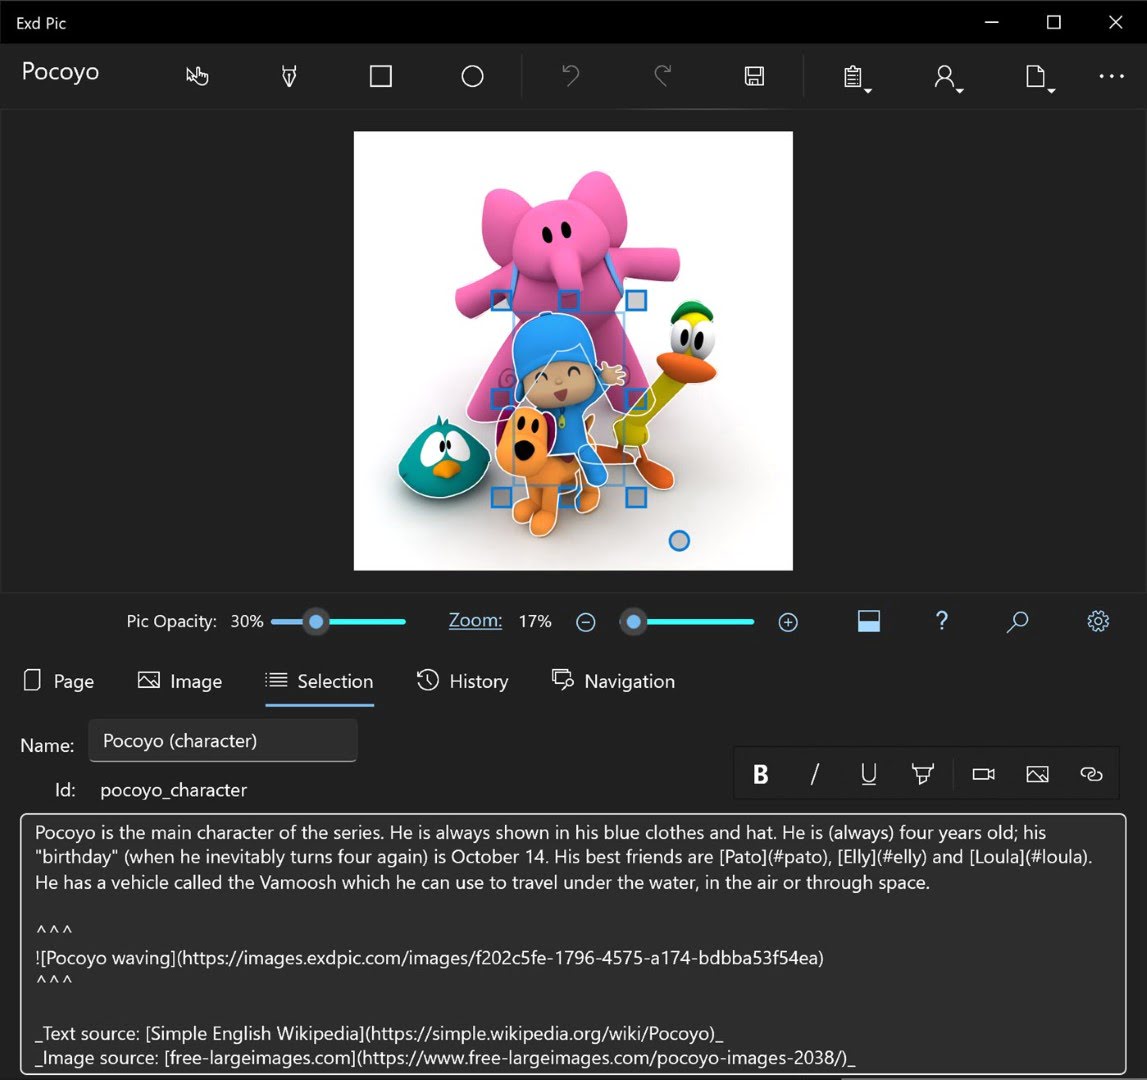 Exd Pic
Pocoyo
Pic Opacity: 30% Zoom: 17%
Page Image Selection History Navigation
Name: Pocoyo (character)
Id: pocoyo_character
B / U
Pocoyo is the main character of the series. He is always shown in his blue clothes and hat. He is (always) four years old; his
"birthday" (when he inevitably turns four again) is October 14. His best friends are [Pato](#pato), [Elly](#elly) and [Loula](#loula).
He has a vehicle called the Vamoosh which he can use to travel under the water, in the air or through space.
^^^
![Pocoyo waving](https://images.exdpic.com/images/f202c5fe-1796-4575-a174-bdbba53f54ea)
^^^
_Text source: [Simple English Wikipedia](https://simple.wikipedia.org/wiki/Pocoyo)_
_Image source: [free-largeimages.com](https://www.free-largeimages.com/pocoyo-images-2038/)_